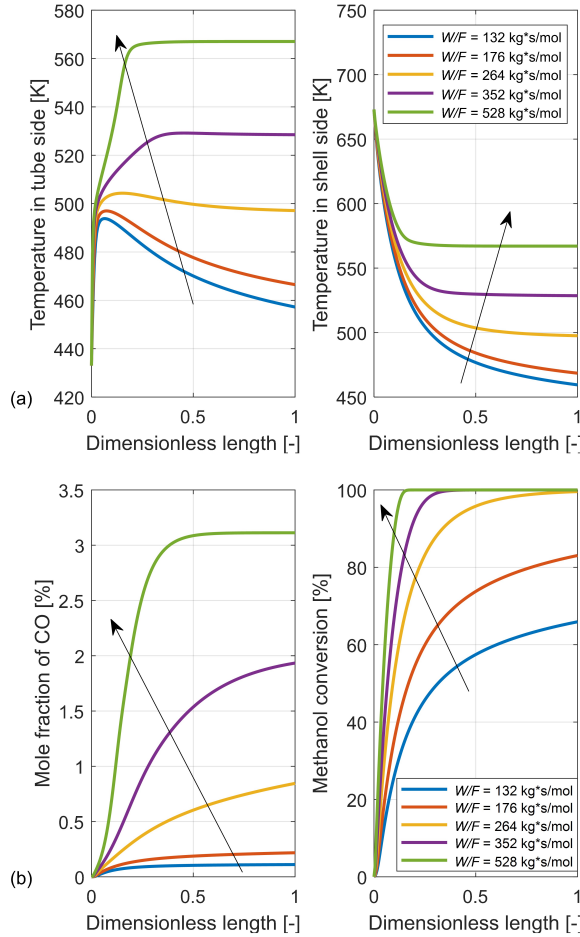 Temperature in tube side [K]
580
560
540
520
500
480
460
440
420
0
0.5
1
Dimensionless length [-]
(a)
Temperature in shell side [K]
750
700
650
600
550
500
450
0
0.5
1
Dimensionless length [-]
W/F = 132 kg*s/mol
W/F = 176 kg*s/mol
W/F = 264 kg*s/mol
W/F = 352 kg*s/mol
W/F = 528 kg*s/mol
Mole fraction of CO [%]
3.5
3
2.5
2
1.5
1
0.5
0
0
0.5
1
Dimensionless length [-]
(b)
Methanol conversion [%]
100
80
60
40
20
0
0
0.5
1
Dimensionless length [-]
W/F = 132 kg*s/mol
W/F = 176 kg*s/mol
W/F = 264 kg*s/mol
W/F = 352 kg*s/mol
W/F = 528 kg*s/mol